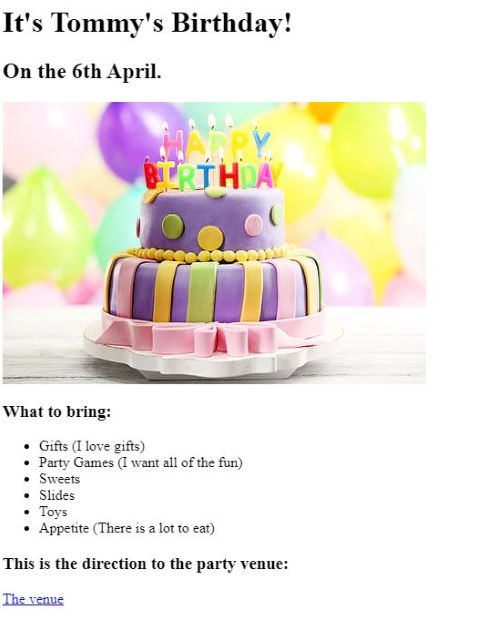 It's Tommy's Birthday!
On the 6th April.
HAPPY
BIRTHDAY
What to bring:
Gifts (I love gifts)
Party Games (I want all of the fun)
Sweets
Slides
Toys
Appetite (There is a lot to eat)
This is the direction to the party venue:
The venue